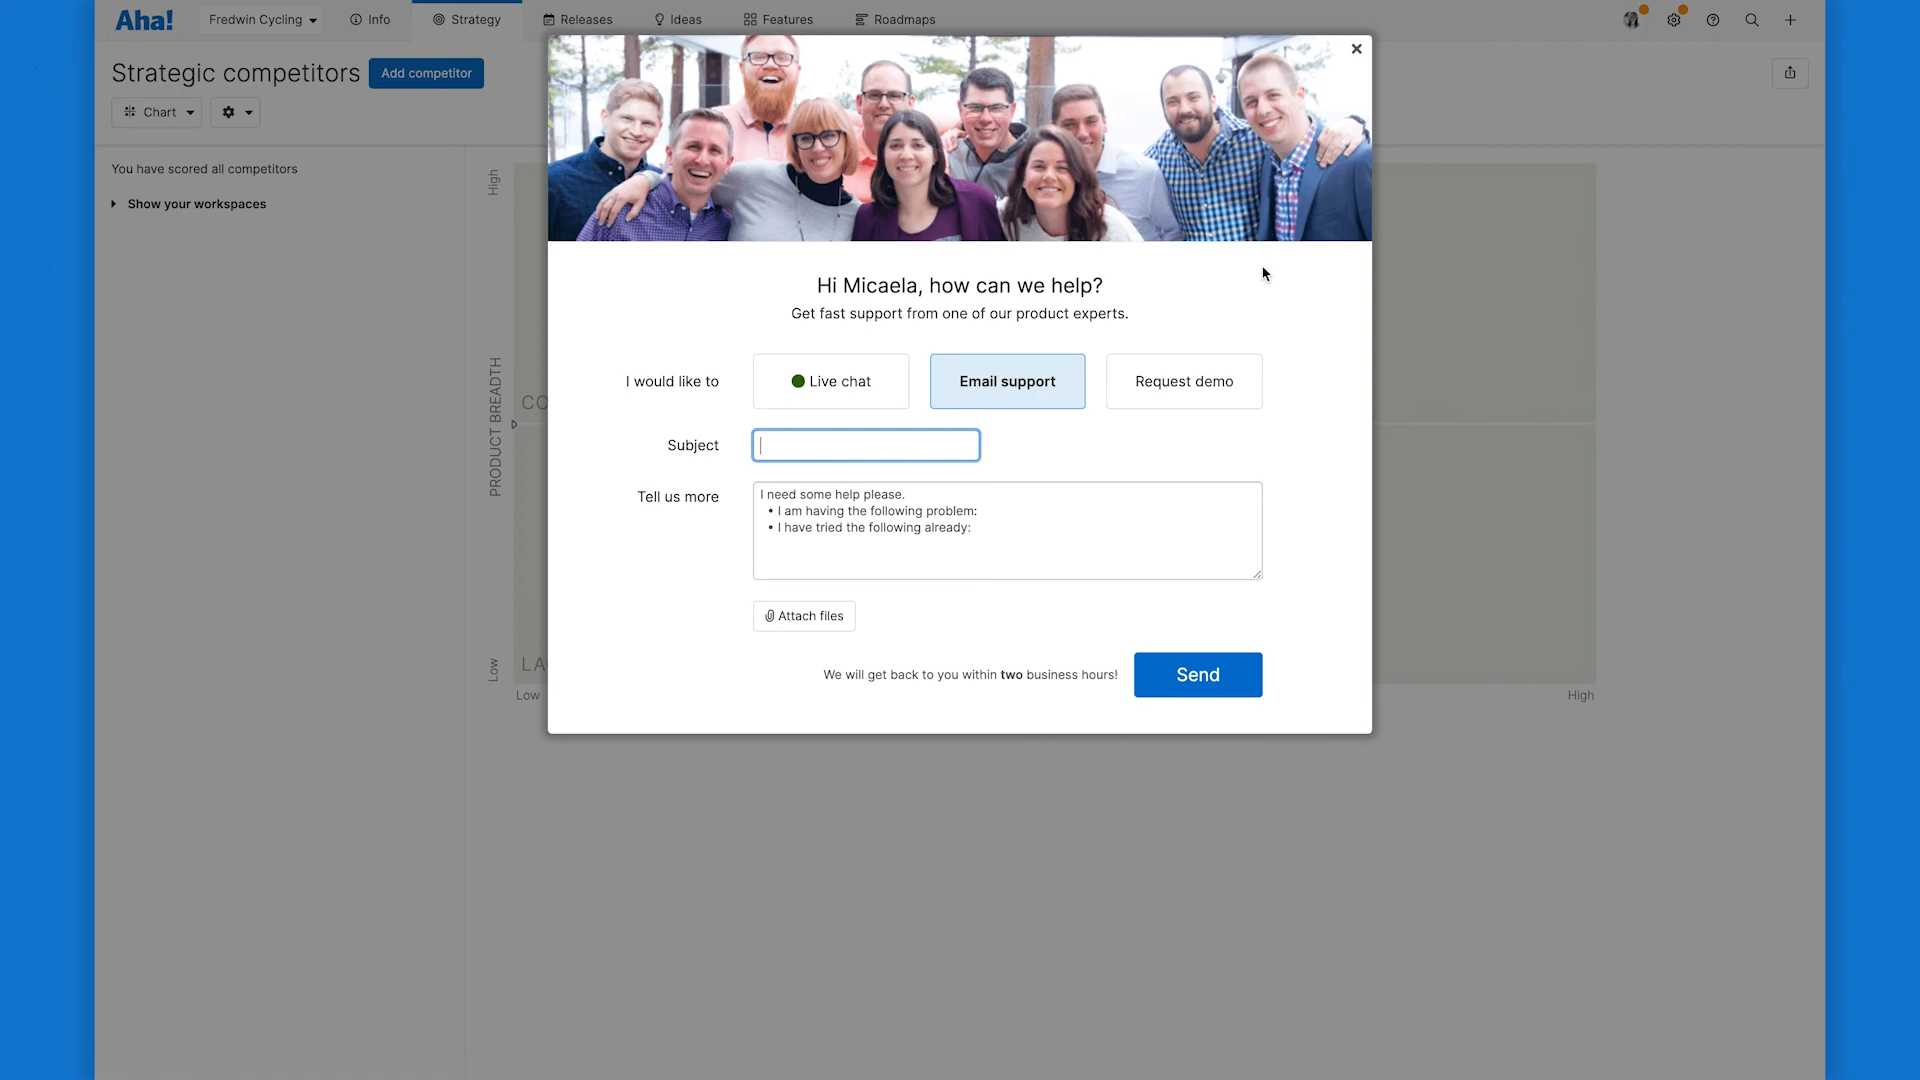 Aha!
Fredwin Cycling
Info
Strategy
Releases
Ideas
Features
Roadmaps
Strategic competitors
Add competitor
Chart
You have scored all competitors
Show your workspaces
High
PRODUCT BREADTH
Low
CO
LA
Low
High
Hi Micaela, how can we help?
Get fast support from one of our product experts.
I would like to
Live chat
Email support
Request demo
Subject
Tell us more
I need some help please.
• I am having the following problem:
• I have tried the following already:
Attach files
We will get back to you within two business hours!
Send